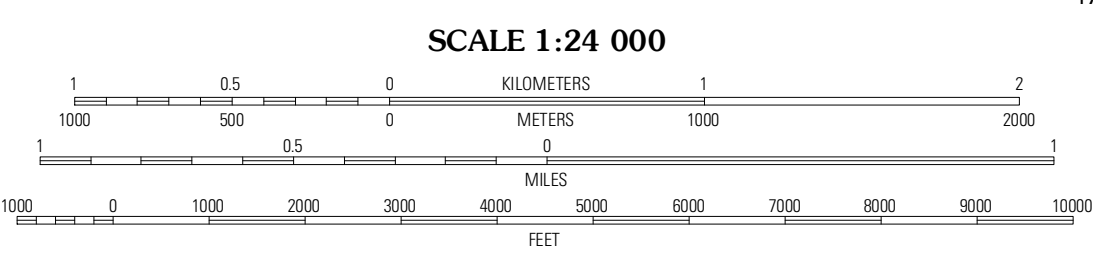 SCALE 1:24 000
1 0.5 0 KILOMETERS 1 2
1000 500 0 METERS 1000 2000
1 0.5 0 1
MILES
1000 0 1000 2000 3000 4000 5000 6000 7000 8000 9000 10000
FEET